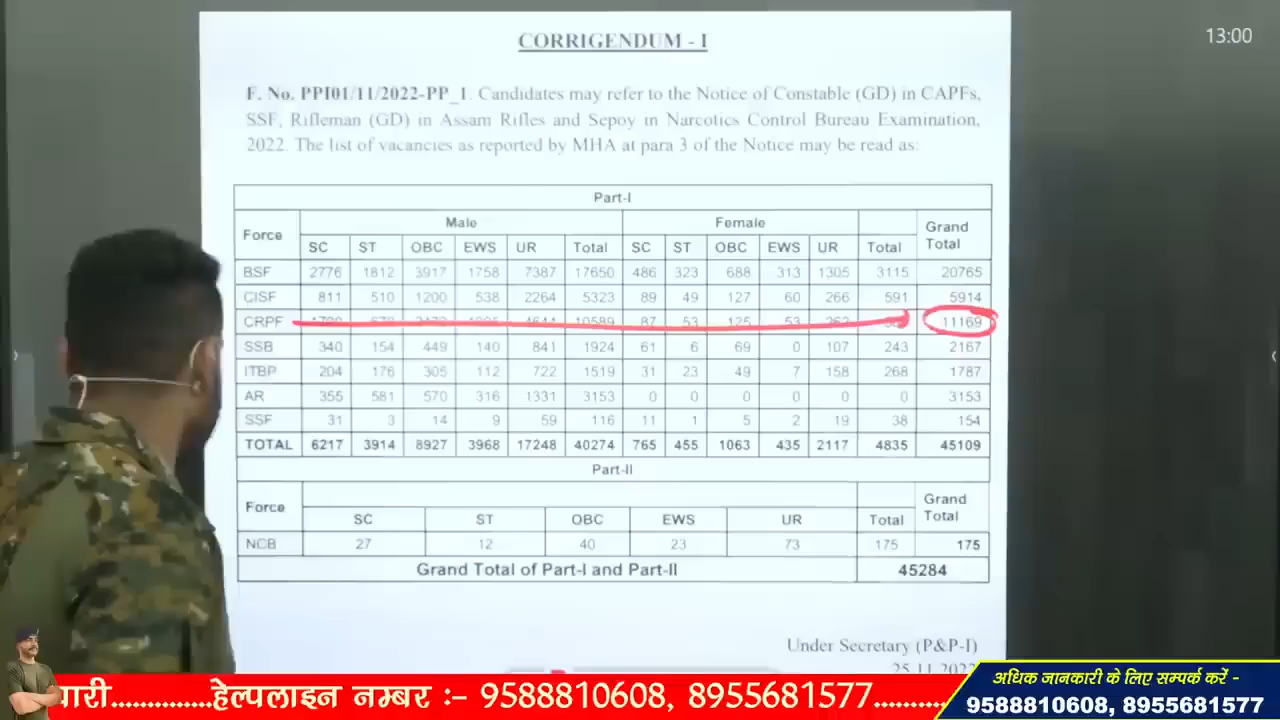 13:00
CORRIGENDUM - I
F. No. PPI01/11/2022-PP_1. Candidates may refer to the Notice of Constable (GD) in CAPFs,
SSF, Rifleman (GD) in Assam Rifles and Sepoy in Narcotics Control Bureau Examination,
2022. The list of vacancies as reported by MHA at para 3 of the Notice may be read as:
Part-I
Force Male Female Grand Total
SC ST OBC EWS UR Total SC ST OBC EWS UR Total
BSF 2776 1812 3917 1758 7387 17650 486 323 688 313 1305 3115 20765
CISF 811 510 1200 538 2264 5323 89 49 127 60 266 591 5914
CRPF 10589 87 53 125 53 262 11169
SSB 340 154 449 140 841 1924 61 6 69 0 107 243 2167
ITBP 204 176 305 112 722 1519 31 23 49 7 158 268 1787
AR 355 581 570 316 1331 3153 0 0 0 0 0 0 3153
SSF 31 3 14 9 59 116 11 1 5 2 19 38 154
TOTAL 6217 3914 8927 3968 17248 40274 765 455 1063 435 2117 4835 45109
Part-II
Force Grand Total
SC ST OBC EWS UR Total
NCB 27 12 40 23 73 175 175
Grand Total of Part-I and Part-II 45284
Under Secretary (P&P-I)
25.11.2022
यारी..............हेल्पलाइन नम्बर :- 9588810608, 8955681577..........
अधिक जानकारी के लिए सम्पर्क करें -
9588810608, 8955681577